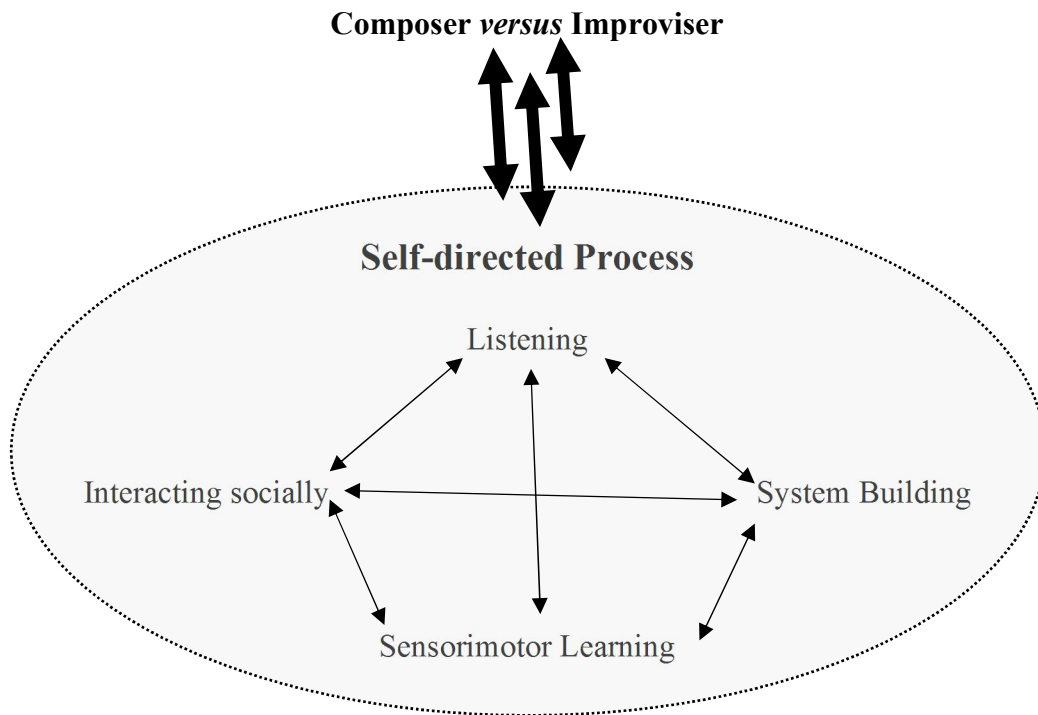 Composer versus Improviser
Self-directed Process
Listening
Interacting socially
System Building
Sensorimotor Learning